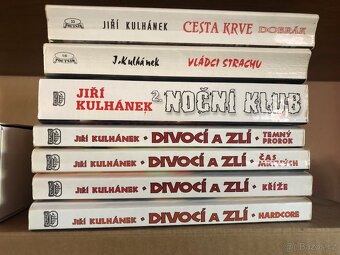 JIŘÍ KULHÁNEK CESTA KRVE DOBRÁK
J. Kulhánek VLÁDCI STRACHU
JIŘÍ
KULHÁNEK 2. NOČNÍ KLUB
JIŘÍ KULHÁNEK • DIVOCÍ A ZLÍ • TEMNÝ
PROROK
JIŘÍ KULHÁNEK • DIVOCÍ A ZLÍ • ČAS
MRTVÝCH
JIŘÍ KULHÁNEK • DIVOCÍ A ZLÍ • KŘÍŽE
JIŘÍ KULHÁNEK • DIVOCÍ A ZLÍ • HARDCORE